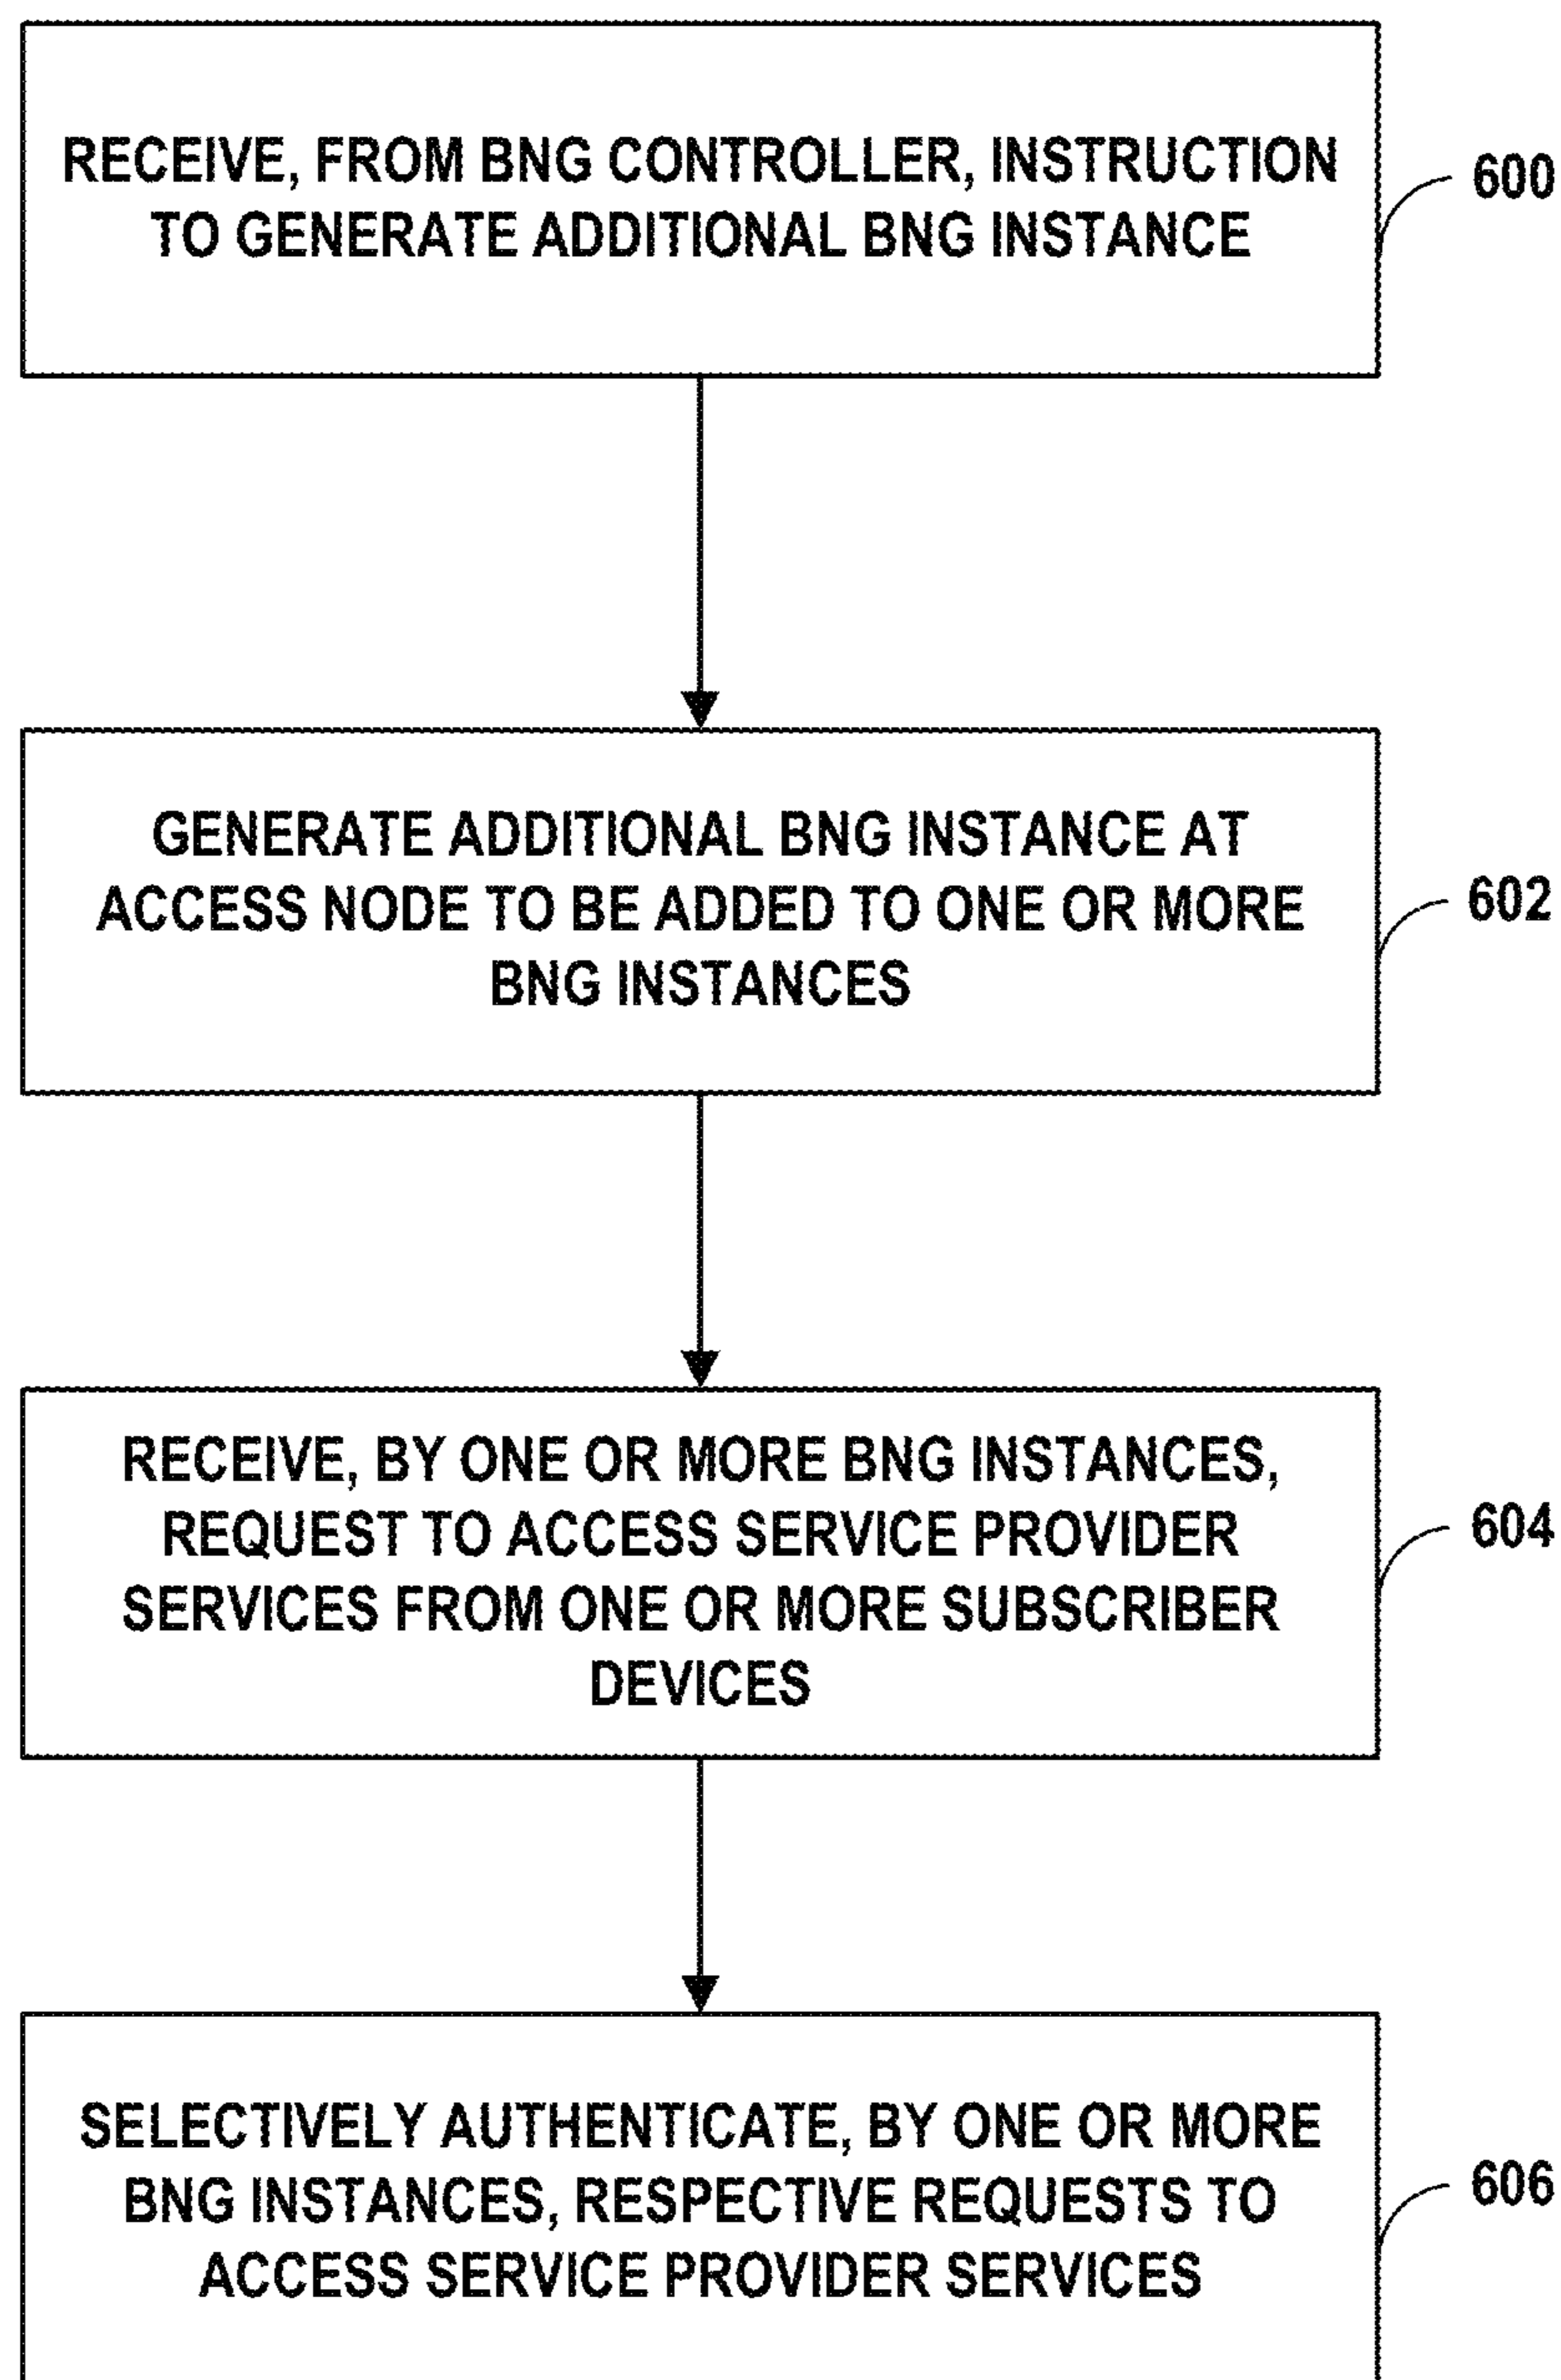 RECEIVE, FROM BNG CONTROLLER, INSTRUCTION
TO GENERATE ADDITIONAL BNG INSTANCE
600
GENERATE ADDITIONAL BNG INSTANCE AT
ACCESS NODE TO BE ADDED TO ONE OR MORE
BNG INSTANCES
602
RECEIVE, BY ONE OR MORE BNG INSTANCES,
REQUEST TO ACCESS SERVICE PROVIDER
SERVICES FROM ONE OR MORE SUBSCRIBER
DEVICES
604
SELECTIVELY AUTHENTICATE, BY ONE OR MORE
BNG INSTANCES, RESPECTIVE REQUESTS TO
ACCESS SERVICE PROVIDER SERVICES
606